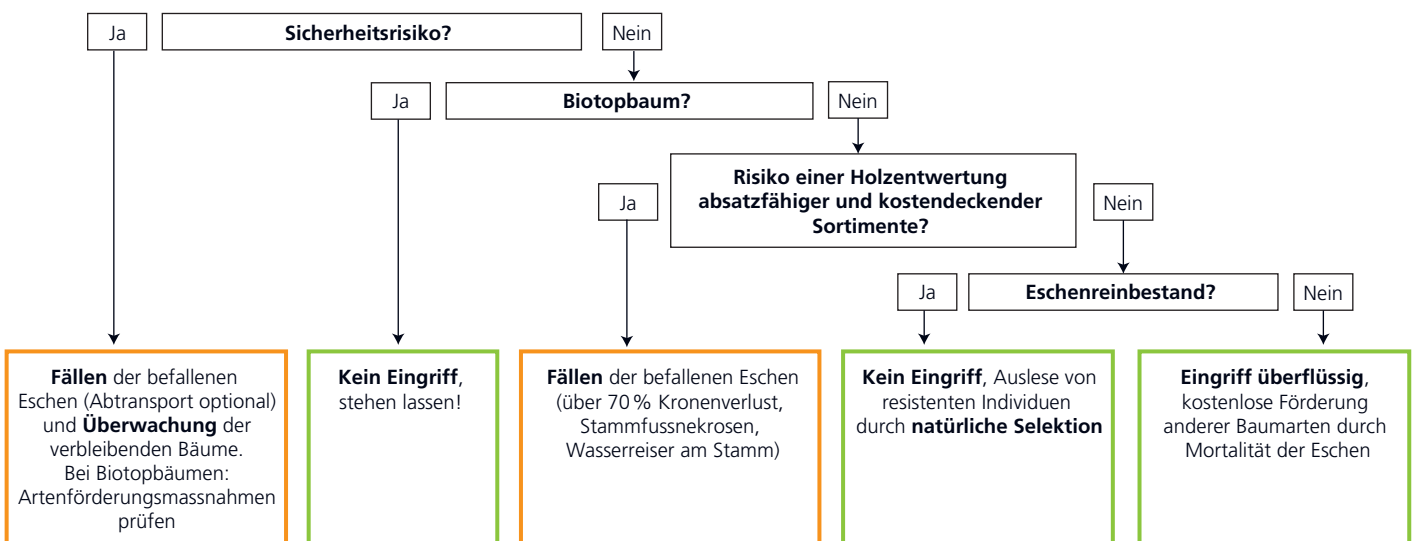 Ja
Sicherheitsrisiko?
Nein
Ja
Biotopbaum?
Nein
Risiko einer Holzentwertung
absatzfähiger und kostendeckender
Sortimente?
Ja
Nein
Ja
Eschenreinbestand?
Nein
Fällen der befallenen
Eschen (Abtransport optional)
und Überwachung der
verbleibenden Bäume.
Bei Biotopbäumen:
Artenförderungsmassnahmen
prüfen
Kein Eingriff,
stehen lassen!
Fällen der befallenen Eschen
(über 70 % Kronenverlust,
Stammfussnekrosen,
Wasserreiser am Stamm)
Kein Eingriff, Auslese von
resistenten Individuen
durch natürliche Selektion
Eingriff überflüssig,
kostenlose Förderung
anderer Baumarten durch
Mortalität der Eschen